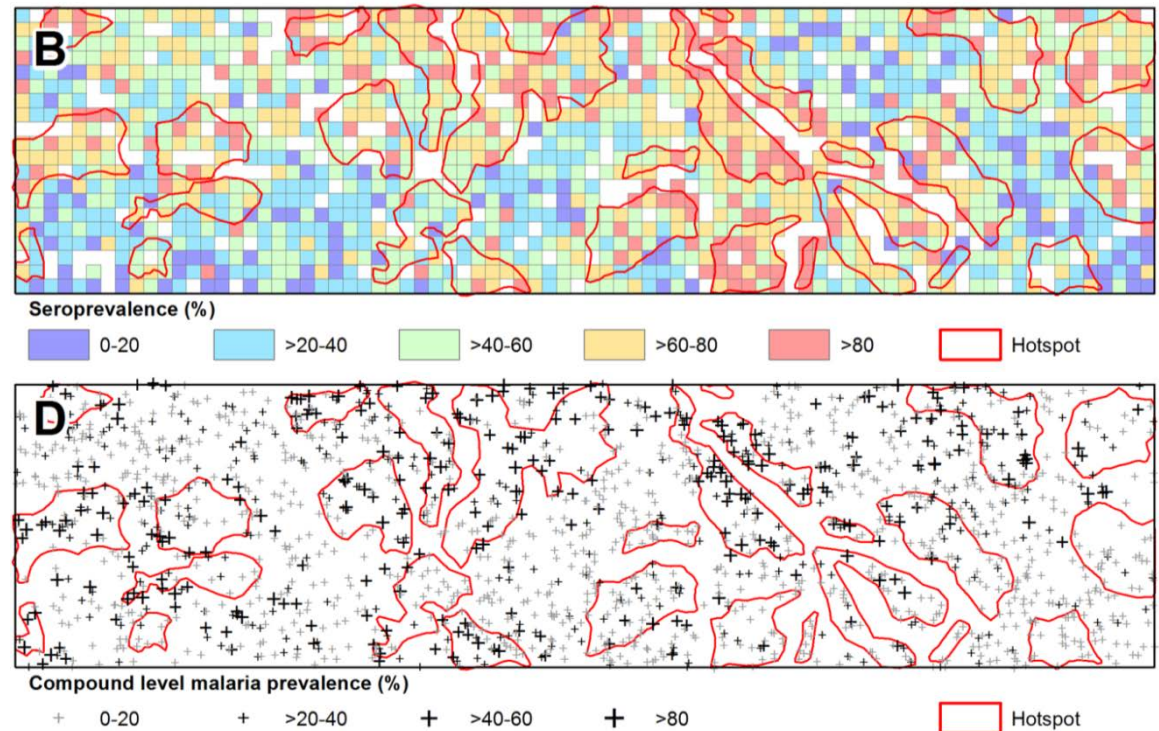 B
Seroprevalence (%)
0-20 >20-40 >40-60 >60-80 >80 Hotspot
D
Compound level malaria prevalence (%)
0-20 >20-40 >40-60 >80 Hotspot